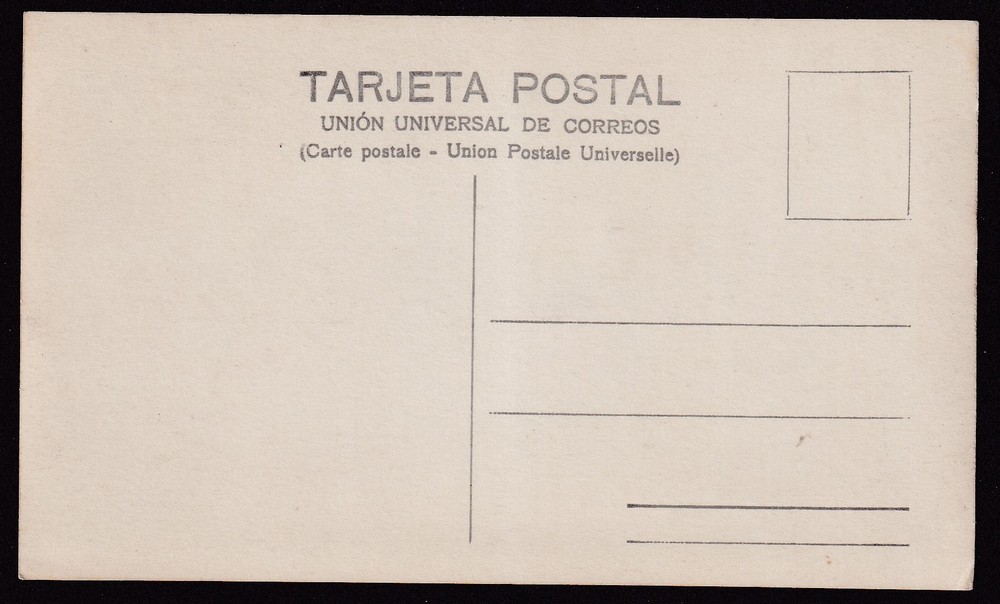 TARJETA POSTAL
UNIÓN UNIVERSAL DE CORREOS
(Carte postale - Union Postale Universelle)